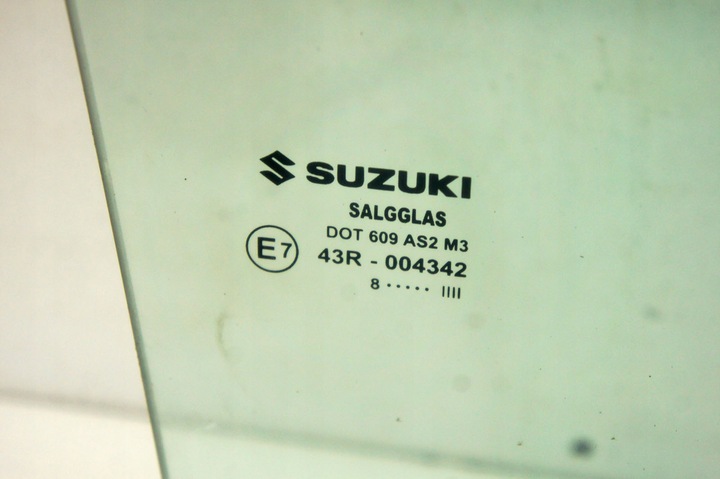 SUZUKI
SALGGLAS
DOT 609 AS2 M3
E7 43R - 004342
8 ····· IIII